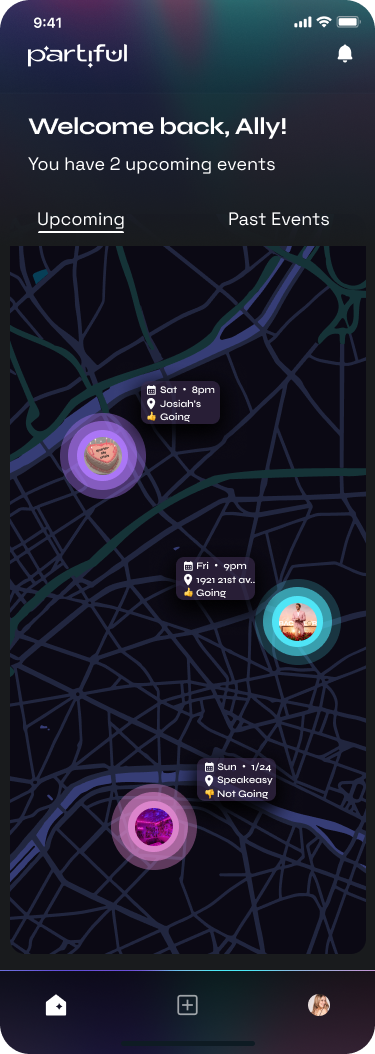 9:41
partiful
Welcome back, Ally!
You have 2 upcoming events
Upcoming
Past Events
Sat • 8pm
Josiah's
Going
Fri • 9pm
1921 21st av..
Going
Sun • 1/24
Speakeasy
Not Going